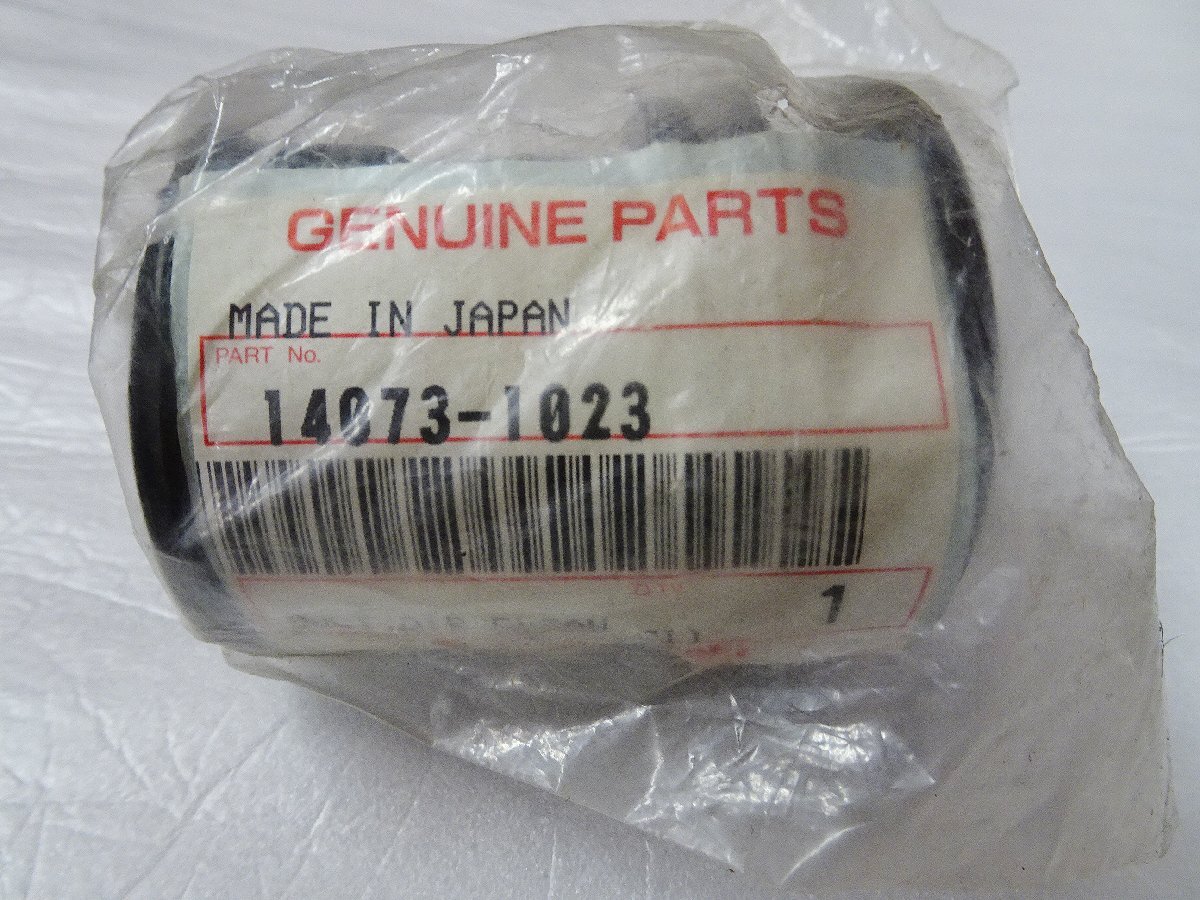 GENUINE PARTS
MADE IN JAPAN
PART No.
14073-1023
1